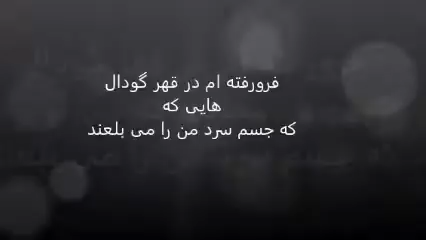 فرورفته ام در قهر گودال
هایی که
که جسم سرد من را می بلعند